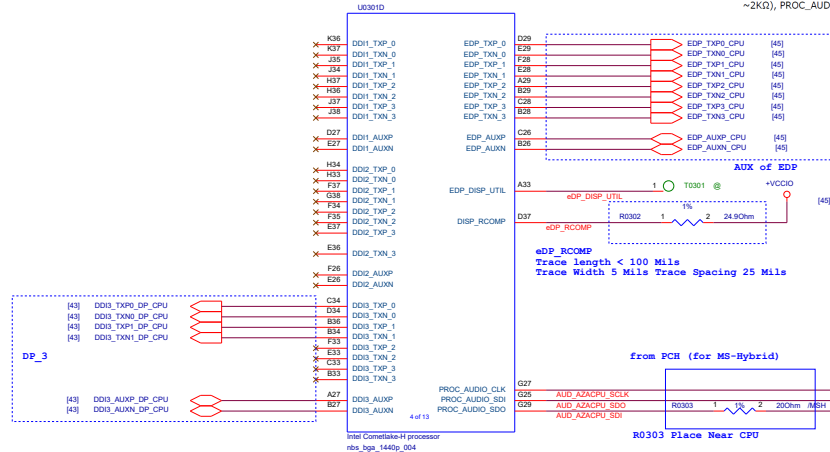 ~2KΩ), PROC_AUD
U0301D
K36 DDI1_TXP_0 EDP_TXP_0 D29 EDP_TXP0_CPU [45]
K37 DDI1_TXN_0 EDP_TXN_0 E29 EDP_TXN0_CPU [45]
J35 DDI1_TXP_1 EDP_TXP_1 F28 EDP_TXP1_CPU [45]
J34 DDI1_TXN_1 EDP_TXN_1 E28 EDP_TXN1_CPU [45]
H37 DDI1_TXP_2 EDP_TXP_2 A29 EDP_TXP2_CPU [45]
H36 DDI1_TXN_2 EDP_TXN_2 B29 EDP_TXN2_CPU [45]
J37 DDI1_TXP_3 EDP_TXP_3 C28 EDP_TXP3_CPU [45]
J38 DDI1_TXN_3 EDP_TXN_3 B28 EDP_TXN3_CPU [45]
D27 DDI1_AUXP EDP_AUXP C26 EDP_AUXP_CPU [45]
E27 DDI1_AUXN EDP_AUXN B26 EDP_AUXN_CPU [45]
AUX of EDP
H34 DDI2_TXP_0
H33 DDI2_TXN_0
F37 DDI2_TXP_1 EDP_DISP_UTIL A33 eDP_DISP_UTIL 1 T0301 @ +VCCIO
G38 DDI2_TXN_1 [45]
F34 DDI2_TXP_2
F35 DDI2_TXN_2 DISP_RCOMP D37 eDP_RCOMP R0302 1 1% 2 24.9Ohm
E37 DDI2_TXP_3
E36 DDI2_TXN_3
eDP_RCOMP
Trace length < 100 Mils
Trace Width 5 Mils Trace Spacing 25 Mils
F26 DDI2_AUXP
E26 DDI2_AUXN
[43] DDI3_TXP0_DP_CPU C34 DDI3_TXP_0
[43] DDI3_TXN0_DP_CPU D34 DDI3_TXN_0
[43] DDI3_TXP1_DP_CPU B36 DDI3_TXP_1
[43] DDI3_TXN1_DP_CPU B34 DDI3_TXN_1
F33 DDI3_TXP_2
E33 DDI3_TXN_2
C33 DDI3_TXP_3
B33 DDI3_TXN_3
DP_3
from PCH (for MS-Hybrid)
PROC_AUDIO_CLK G27 AUD_AZACPU_SCLK
[43] DDI3_AUXP_DP_CPU A27 DDI3_AUXP PROC_AUDIO_SDI G25 AUD_AZACPU_SDO
[43] DDI3_AUXN_DP_CPU B27 DDI3_AUXN PROC_AUDIO_SDO G29 AUD_AZACPU_SDI
R0303 1 1% 2 20Ohm /MSH
4 of 13
R0303 Place Near CPU
Intel Cometlake-H processor
nbs_bga_1440p_004